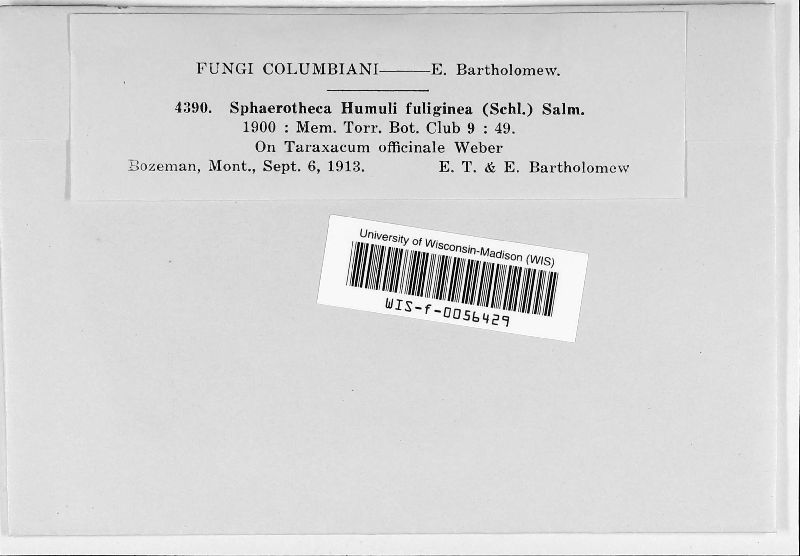 FUNGI COLUMBIANI——E. Bartholomew.
4390. Sphaerotheca Humuli fuliginea (Schl.) Salm.
1900 : Mem. Torr. Bot. Club 9 : 49.
On Taraxacum officinale Weber
Bozeman, Mont., Sept. 6, 1913. E. T. & E. Bartholomew
University of Wisconsin-Madison (WIS)
WIS-f-0056429